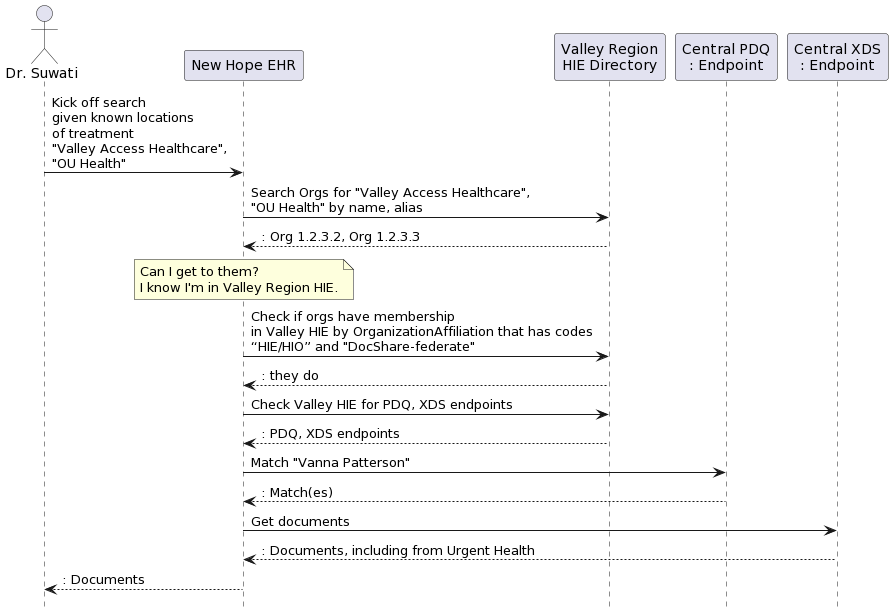 Dr. Suwati
New Hope EHR
Valley Region
HIE Directory
Central PDQ
: Endpoint
Central XDS
: Endpoint
Kick off search
given known locations
of treatment
"Valley Access Healthcare",
"OU Health"
Search Orgs for "Valley Access Healthcare",
"OU Health" by name, alias
: Org 1.2.3.2, Org 1.2.3.3
Can I get to them?
I know I'm in Valley Region HIE.
Check if orgs have membership
in Valley HIE by OrganizationAffiliation that has codes
“HIE/HIO” and "DocShare-federate"
: they do
Check Valley HIE for PDQ, XDS endpoints
: PDQ, XDS endpoints
Match "Vanna Patterson"
: Match(es)
Get documents
: Documents, including from Urgent Health
: Documents